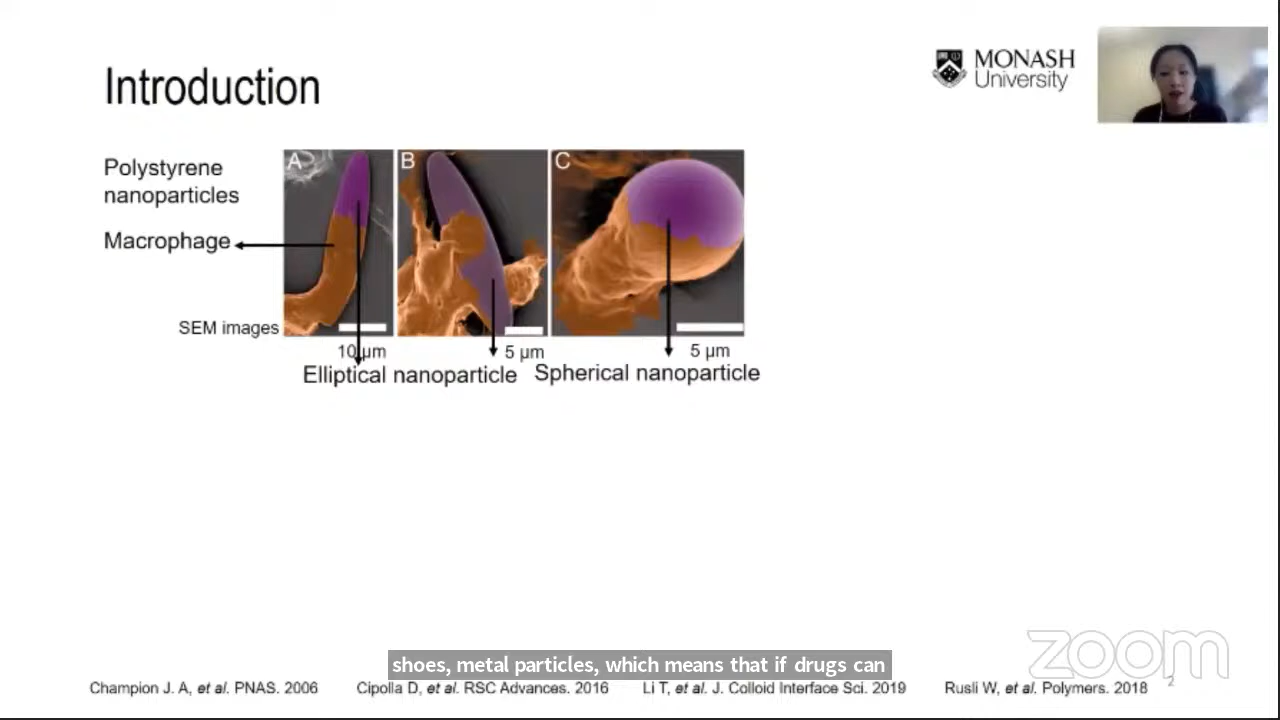 Introduction
MONASH
University
Polystyrene
nanoparticles
Macrophage
SEM images
A
B
C
10 µm
5 µm
5 µm
Elliptical nanoparticle
Spherical nanoparticle
zoom
shoes, metal particles, which means that if drugs can
Champion J. A, et al. PNAS. 2006
Cipolla D, et al. RSC Advances. 2016
Li T, et al. J. Colloid Interface Sci. 2019
Rusli W, et al. Polymers. 2018
2